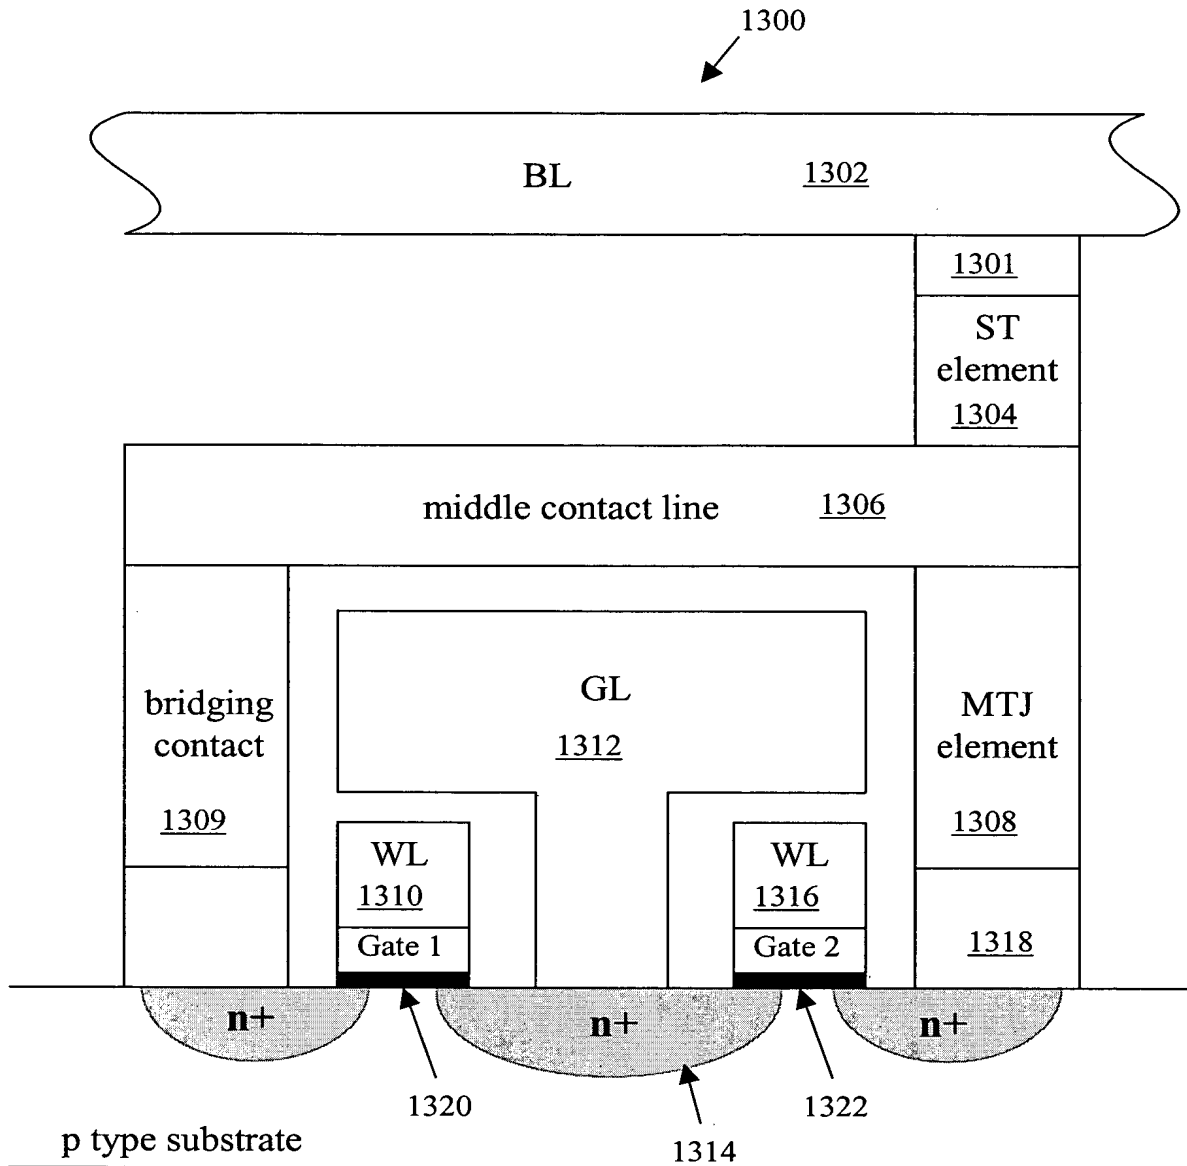 1300
BL 1302
1301
ST
element
1304
middle contact line 1306
bridging
contact
1309
GL
1312
MTJ
element
1308
WL
1310
Gate 1
WL
1316
Gate 2
1318
n+
n+
n+
1320
1314
1322
p type substrate